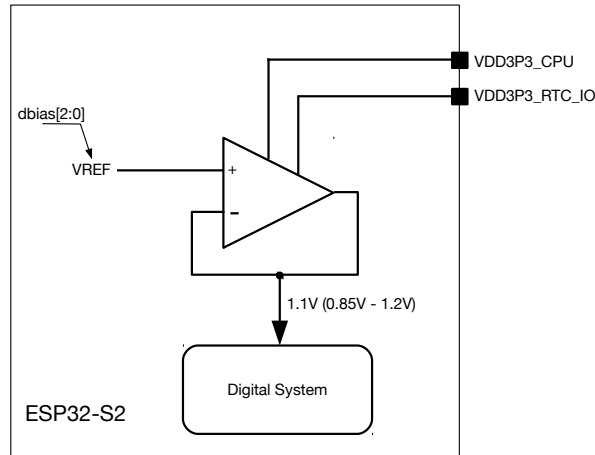 VDD3P3_CPU
VDD3P3_RTC_IO
dbias[2:0]
VREF
+
-
1.1V (0.85V - 1.2V)
Digital System
ESP32-S2